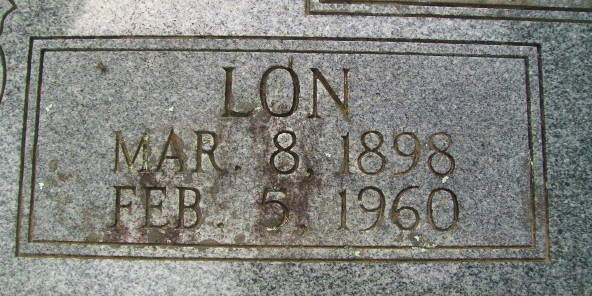 LON
MAR. 8, 1898
FEB. 5, 1960